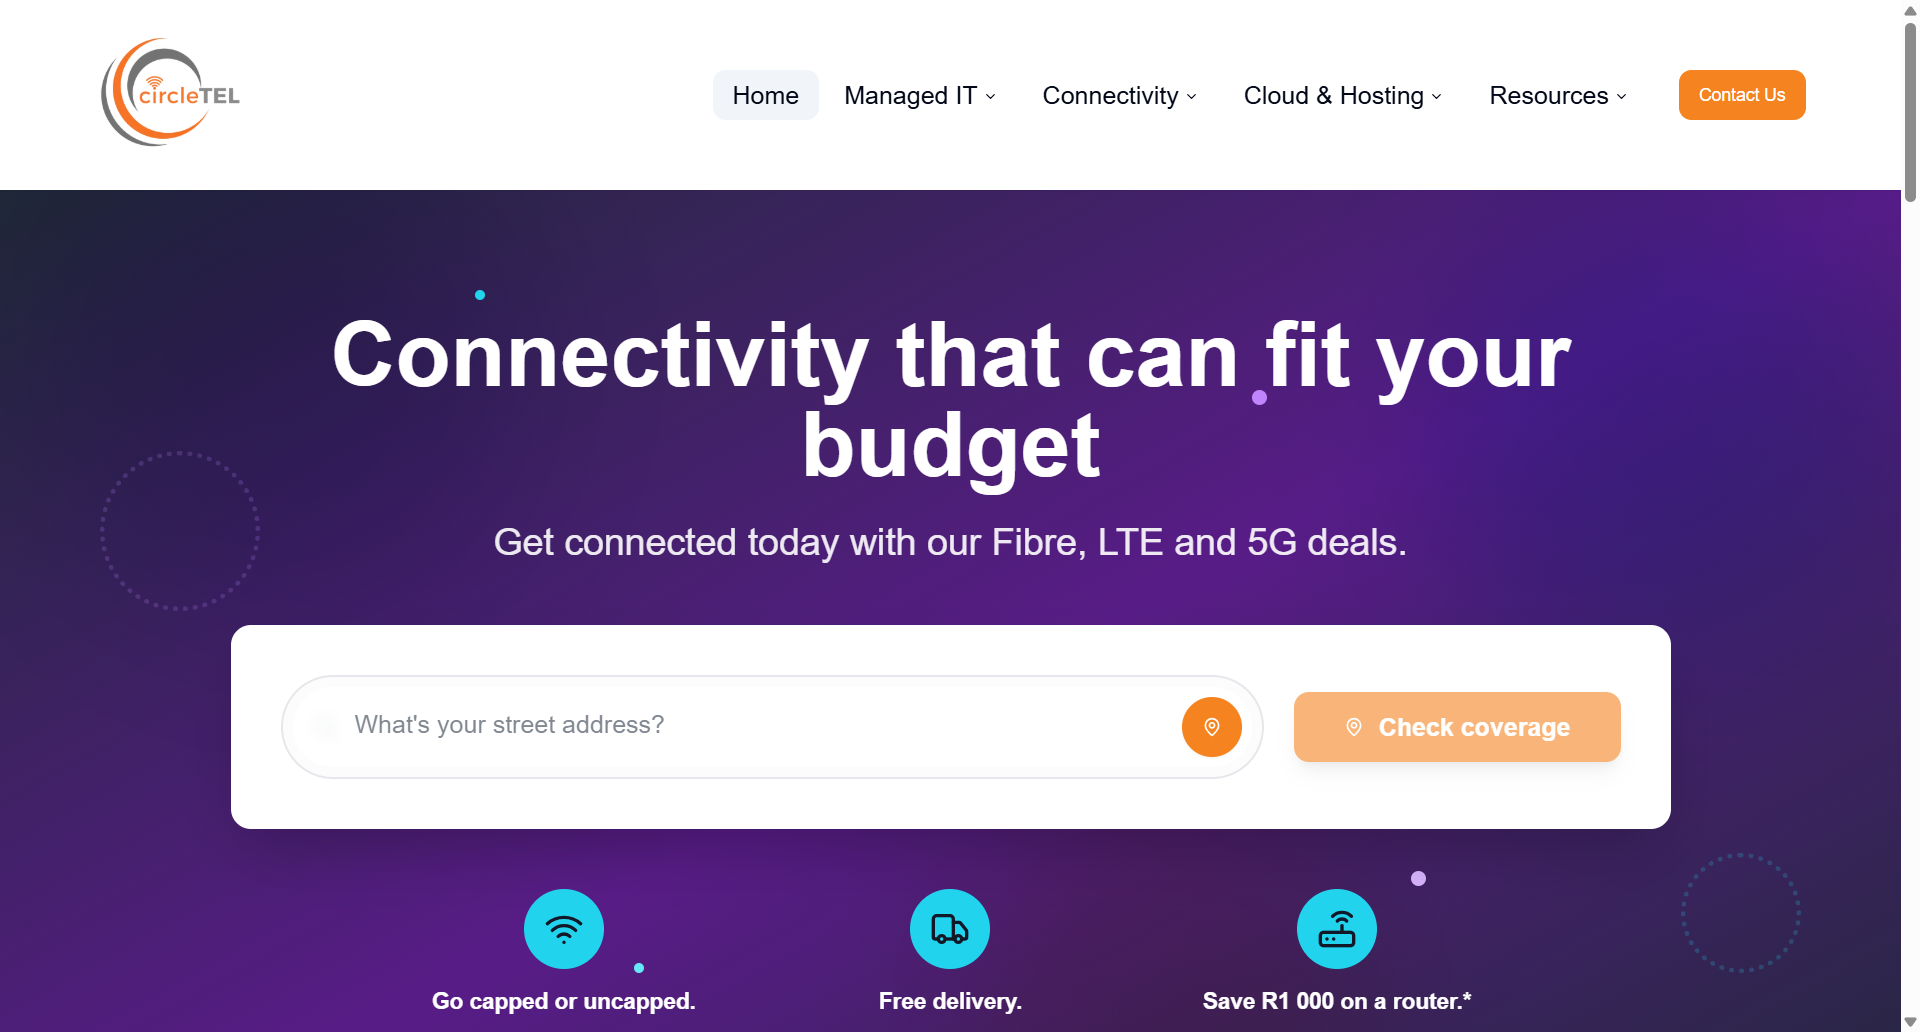 circleTEL
Home
Managed IT
Connectivity
Cloud & Hosting
Resources
Contact Us
Connectivity that can fit your
budget
Get connected today with our Fibre, LTE and 5G deals.
What's your street address?
Check coverage
Go capped or uncapped.
Free delivery.
Save R1 000 on a router.*